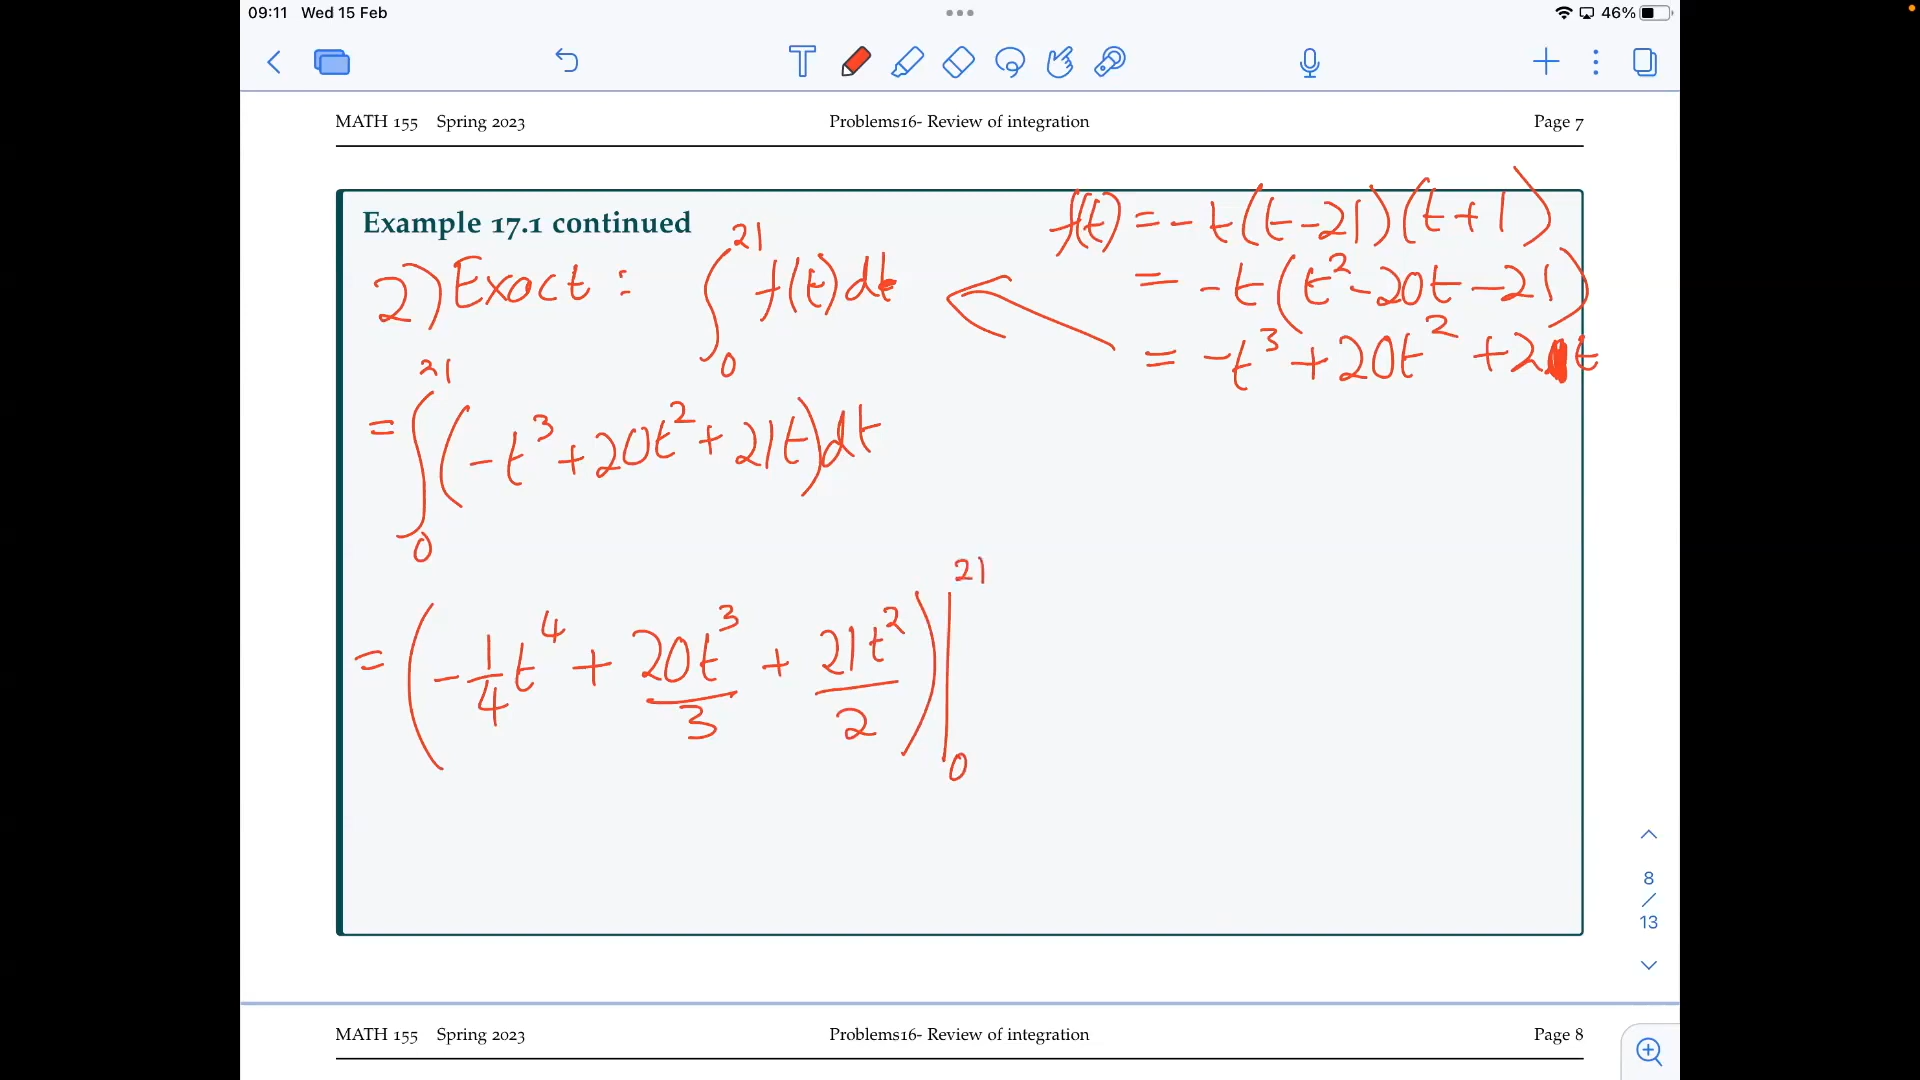 09:11 Wed 15 Feb
46%
MATH 155 Spring 2023 Problems16- Review of integration Page 7
Example 17.1 continued
f(t) = -t(t-21)(t+1)
= -t(t²-20t-21)
= -t³+20t²+21t
2) Exact: ∫₀²¹ f(t)dt
= ∫₀²¹ (-t³+20t²+21t)dt
= (-1/4 t⁴ + 20t³/3 + 21t²/2)|₀²¹
8
/
13
MATH 155 Spring 2023 Problems16- Review of integration Page 8